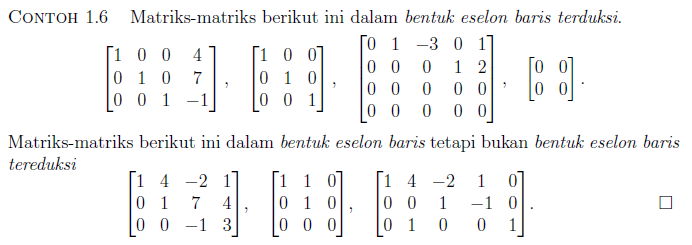 CONTOH 1.6 Matriks-matriks berikut ini dalam bentuk eselon baris terduksi.
[1 0 0 4; 0 1 0 7; 0 0 1 −1], [1 0 0; 0 1 0; 0 0 1], [0 1 −3 0 1; 0 0 0 1 2; 0 0 0 0 0; 0 0 0 0 0], [0 0; 0 0].
Matriks-matriks berikut ini dalam bentuk eselon baris tetapi bukan bentuk eselon baris
tereduksi
[1 4 −2 1; 0 1 7 4; 0 0 −1 3], [1 1 0; 0 1 0; 0 0 0], [1 4 −2 1 0; 0 0 1 −1 0; 0 1 0 0 1]. □